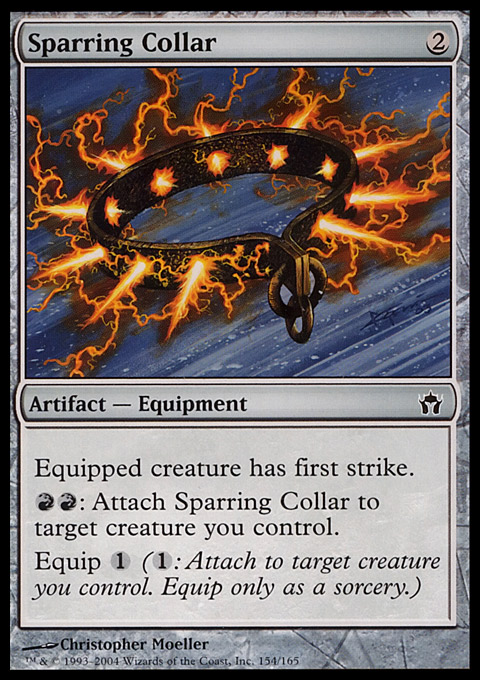 Sparring Collar 2
Artifact — Equipment
Equipped creature has first strike.
: Attach Sparring Collar to
target creature you control.
Equip 1 (1: Attach to target creature
you control. Equip only as a sorcery.)
Christopher Moeller
™ & © 1993–2004 Wizards of the Coast, Inc. 154/165